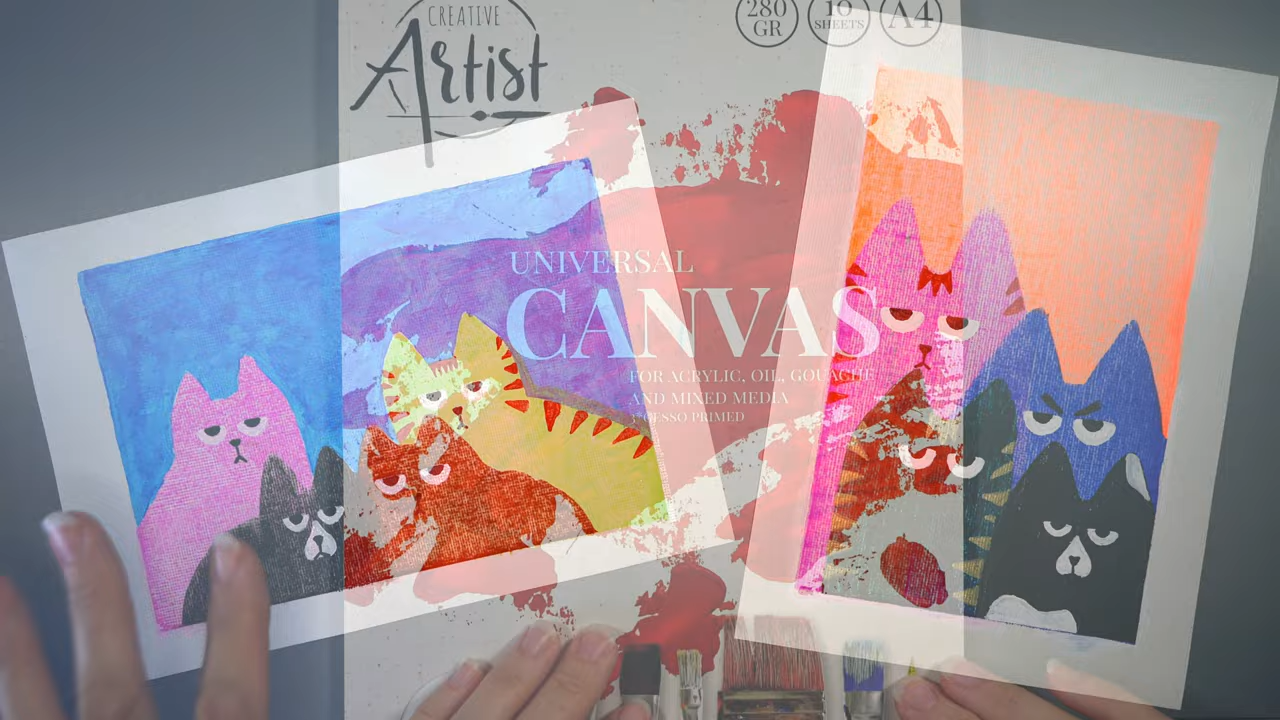 CREATIVE
Artist
280
GR
10
SHEETS
A4
UNIVERSAL
CANVAS
FOR ACRYLIC, OIL, GOUACHE
AND MIXED MEDIA
GESSO PRIMED